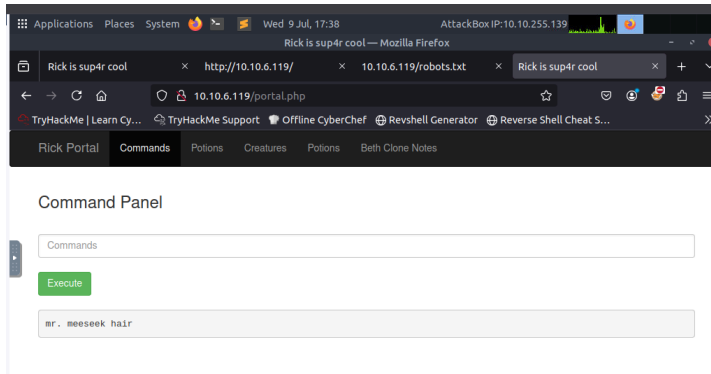 Applications Places System Wed 9 Jul, 17:38 AttackBox IP:10.10.255.139
Rick is sup4r cool — Mozilla Firefox
Rick is sup4r cool × http://10.10.6.119/ × 10.10.6.119/robots.txt × Rick is sup4r cool × +
10.10.6.119/portal.php
TryHackMe | Learn Cy... TryHackMe Support Offline CyberChef Revshell Generator Reverse Shell Cheat S...
Rick Portal Commands Potions Creatures Potions Beth Clone Notes
Command Panel
Commands
Execute
mr. meeseek hair